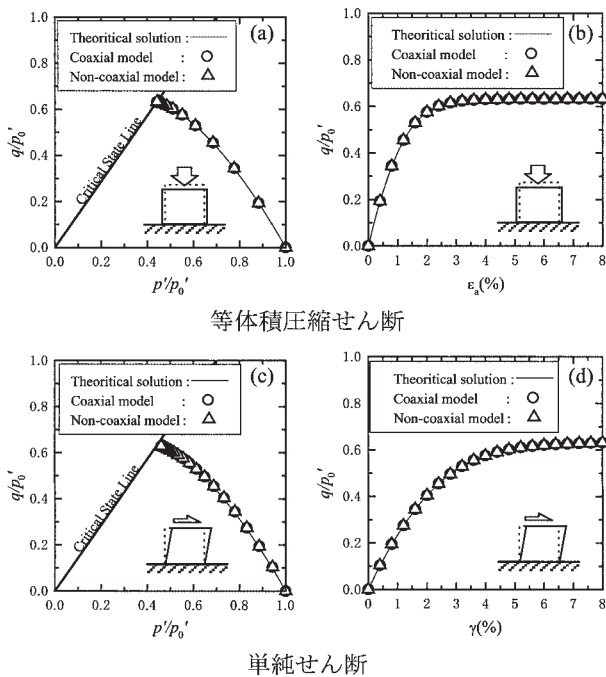 (a)
Theoritical solution :
Coaxial model :
Non-coaxial model :
Critical State Line
q/p₀'
1.0
0.8
0.6
0.4
0.2
0.0
0.0 0.2 0.4 0.6 0.8 1.0
p'/p₀'
(b)
Theoritical solution :
Coaxial model :
Non-coaxial model :
q/p₀'
1.0
0.8
0.6
0.4
0.2
0.0
0 1 2 3 4 5 6 7 8
εₐ(%)
等体積圧縮せん断
(c)
Theoritical solution :
Coaxial model :
Non-coaxial model :
Critical State Line
q/p₀'
1.0
0.8
0.6
0.4
0.2
0.0
0.0 0.2 0.4 0.6 0.8 1.0
p'/p₀'
(d)
Theoritical solution :
Coaxial model :
Non-coaxial model :
q/p₀'
1.0
0.8
0.6
0.4
0.2
0.0
0 1 2 3 4 5 6 7 8
γ(%)
単純せん断